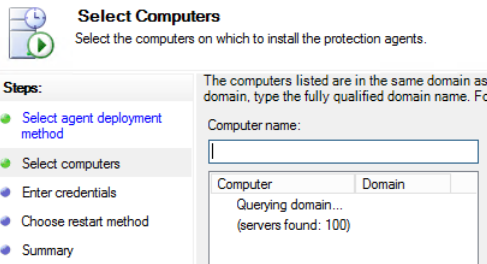 Select Computers
Select the computers on which to install the protection agents.
Steps:
Select agent deployment
method
Select computers
Enter credentials
Choose restart method
Summary
The computers listed are in the same domain as
domain, type the fully qualified domain name. Fo
Computer name:
Computer Domain
Querying domain...
(servers found: 100)